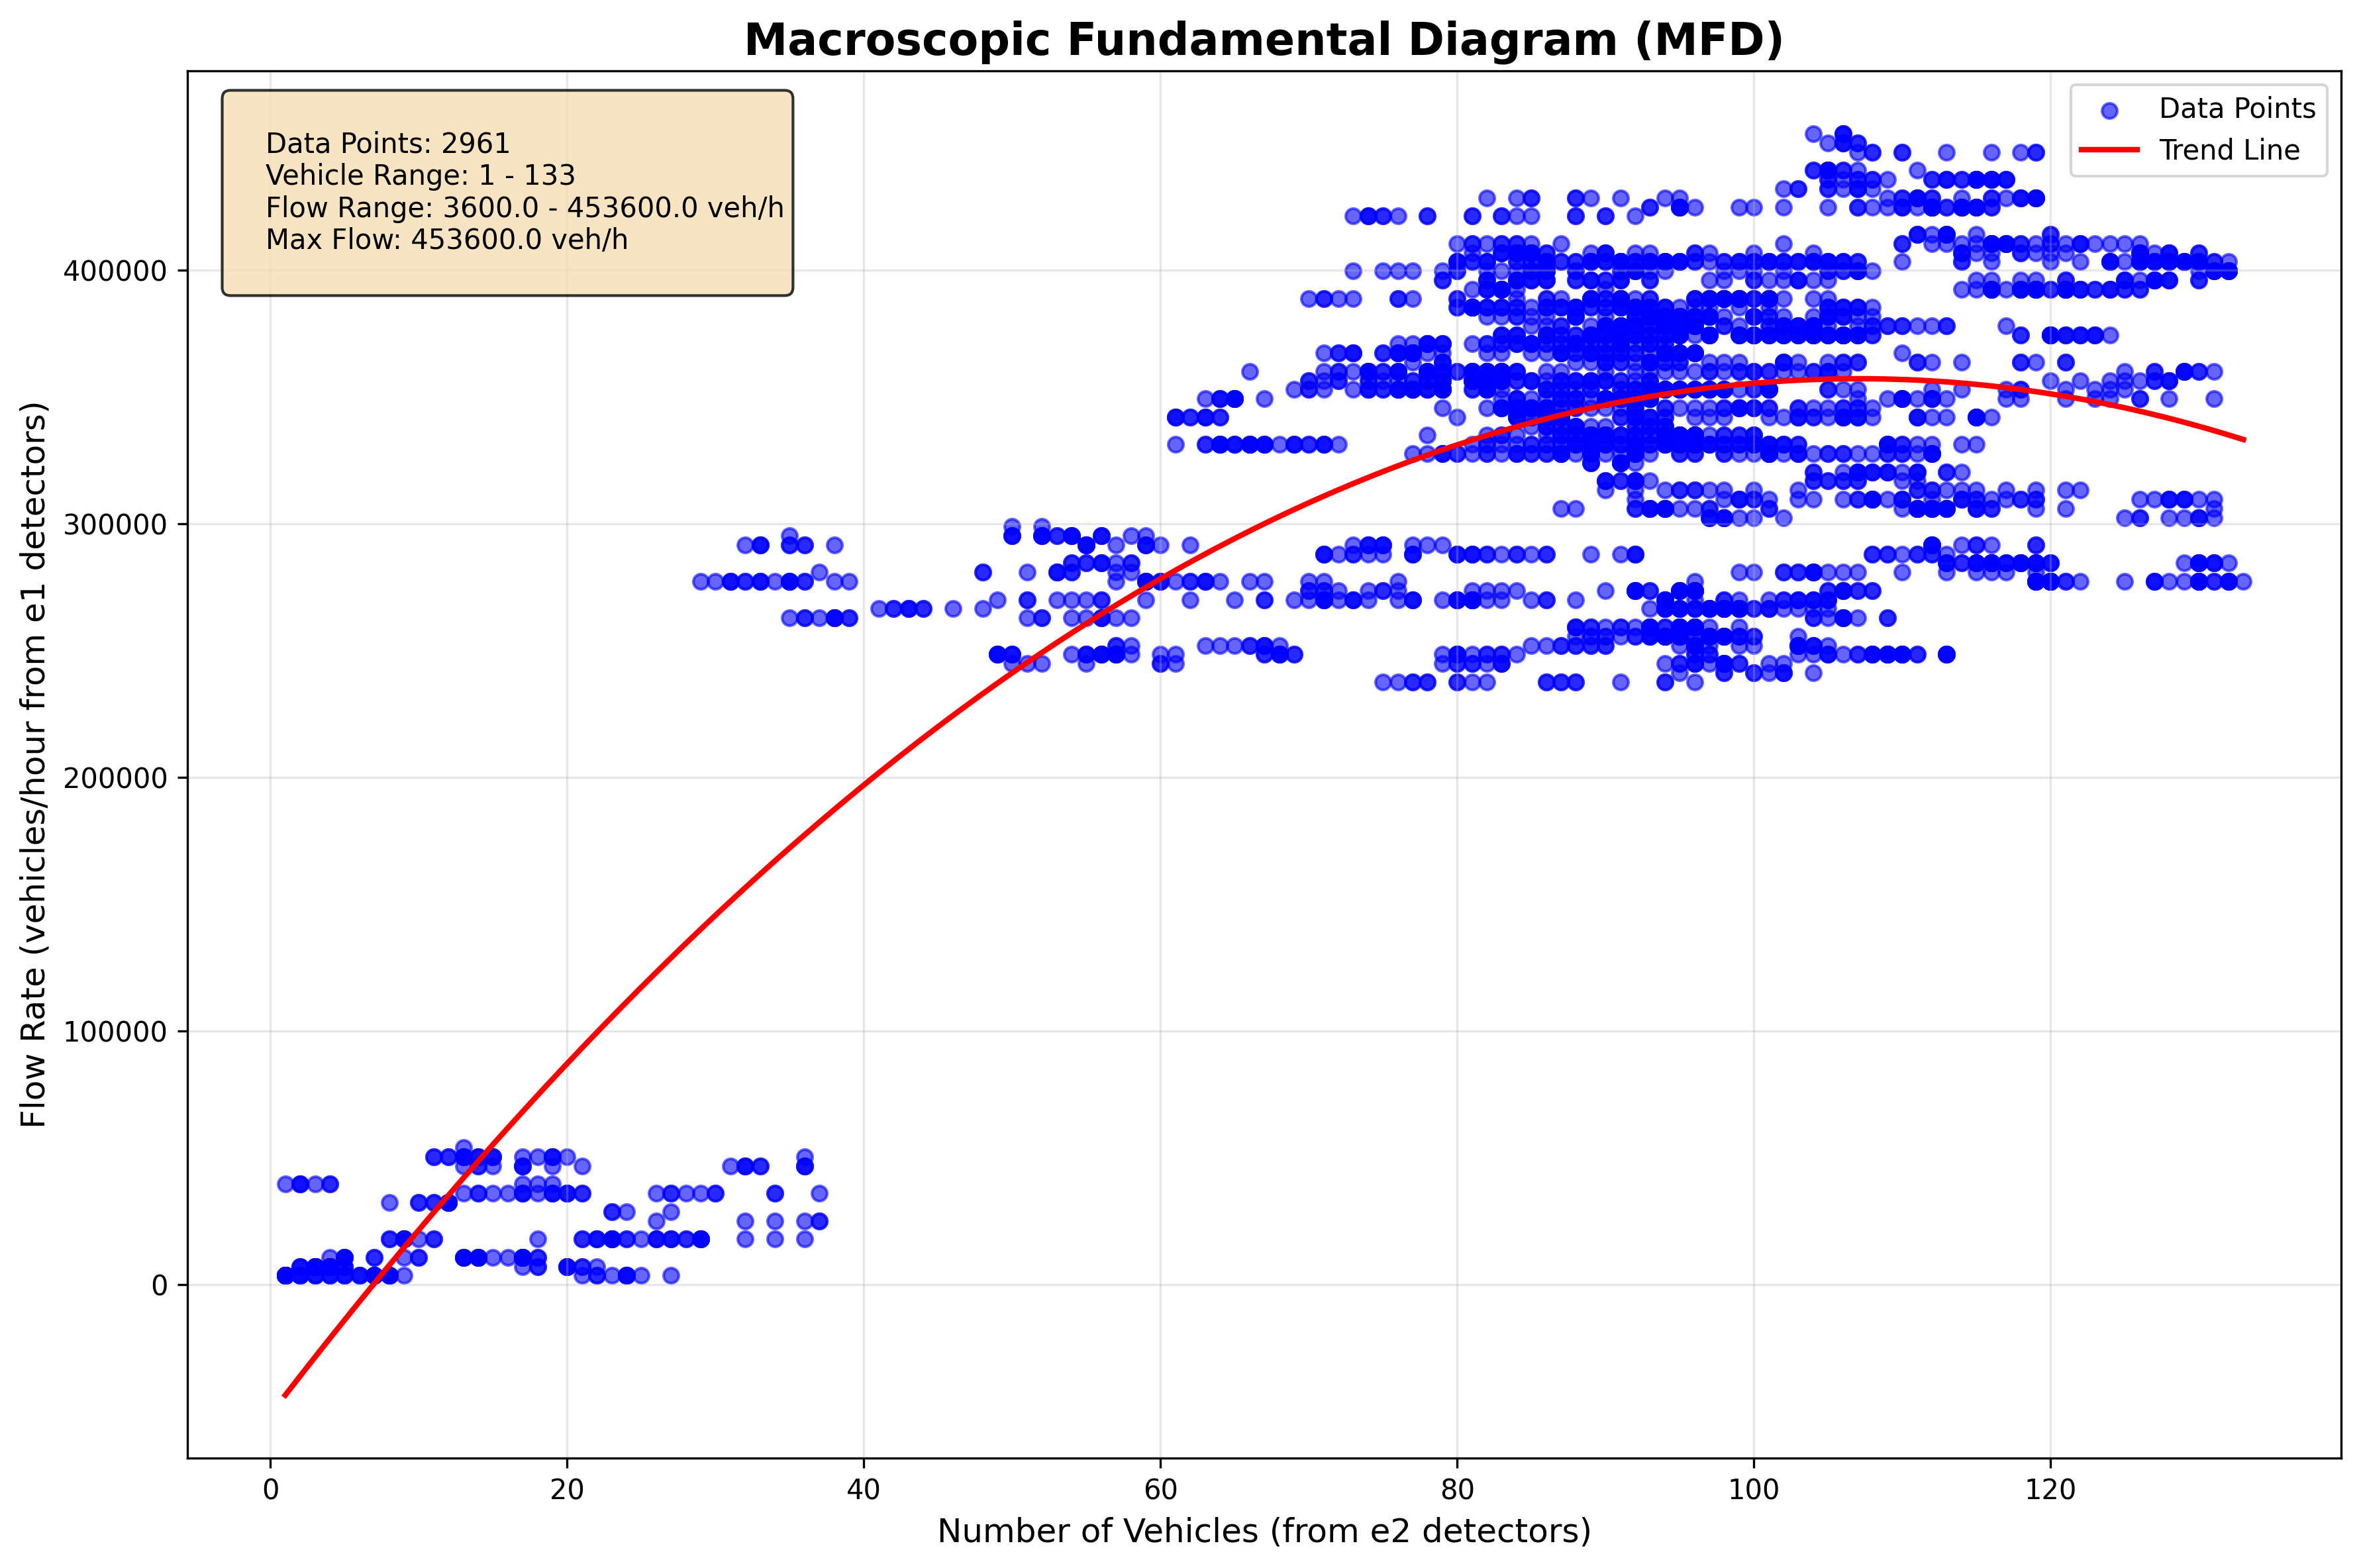 Macroscopic Fundamental Diagram (MFD)
Data Points: 2961
Vehicle Range: 1 - 133
Flow Range: 3600.0 - 453600.0 veh/h
Max Flow: 453600.0 veh/h
Data Points
Trend Line
Flow Rate (vehicles/hour from e1 detectors)
400000
300000
200000
100000
0
0 20 40 60 80 100 120
Number of Vehicles (from e2 detectors)